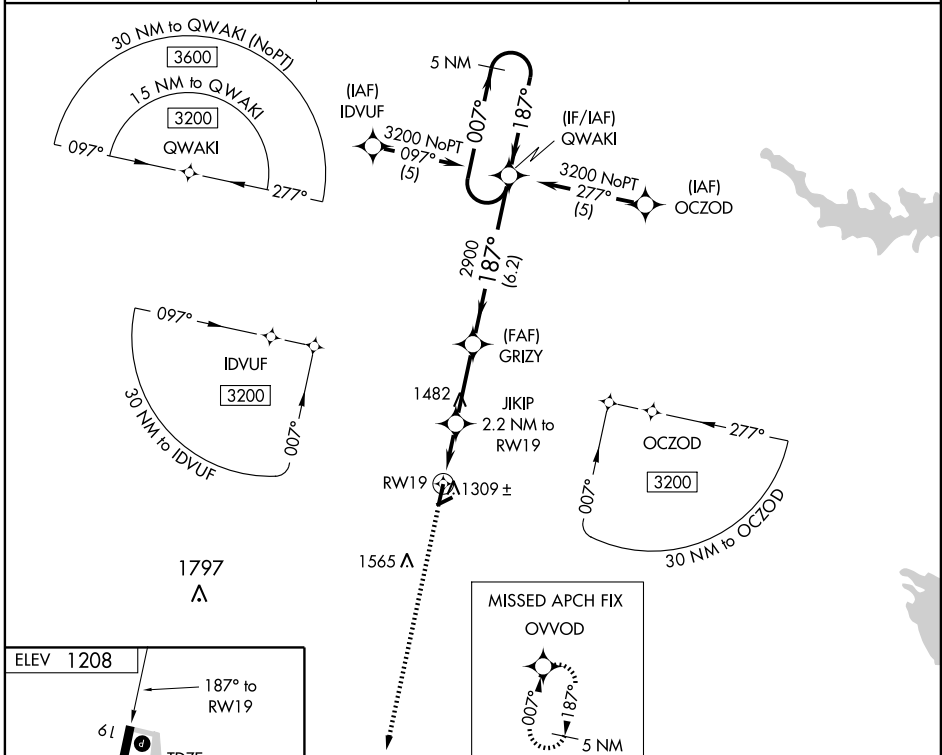 30 NM to QWAKI (NoPT)
3600
15 NM to QWAKI
3200
QWAKI
097°
277°
(IAF)
IDVUF
3200 NoPT
097°
(5)
5 NM
007°
187°
(IF/IAF)
QWAKI
3200 NoPT
277°
(5)
(IAF)
OCZOD
2900
187°
(6.2)
(FAF)
GRIZY
097°
IDVUF
3200
007°
30 NM to IDVUF
1482
JIKIP
2.2 NM to
RW19
RW19
1309 ±
OCZOD
277°
3200
007°
30 NM to OCZOD
1565
1797
MISSED APCH FIX
OVVOD
007°
187°
5 NM
ELEV 1208
187° to
RW19
19
P
TDZE